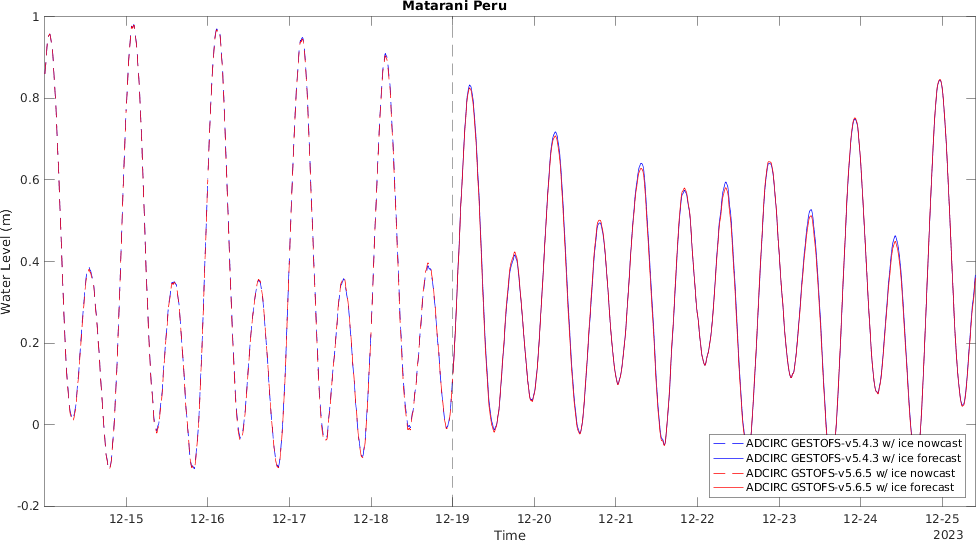 Matarani Peru
1
0.8
0.6
0.4
0.2
0
-0.2
Water Level (m)
ADCIRC GESTOFS-v5.4.3 w/ ice nowcast
ADCIRC GESTOFS-v5.4.3 w/ ice forecast
ADCIRC GSTOFS-v5.6.5 w/ ice nowcast
ADCIRC GSTOFS-v5.6.5 w/ ice forecast
12-15 12-16 12-17 12-18 12-19 12-20 12-21 12-22 12-23 12-24 12-25
Time 2023